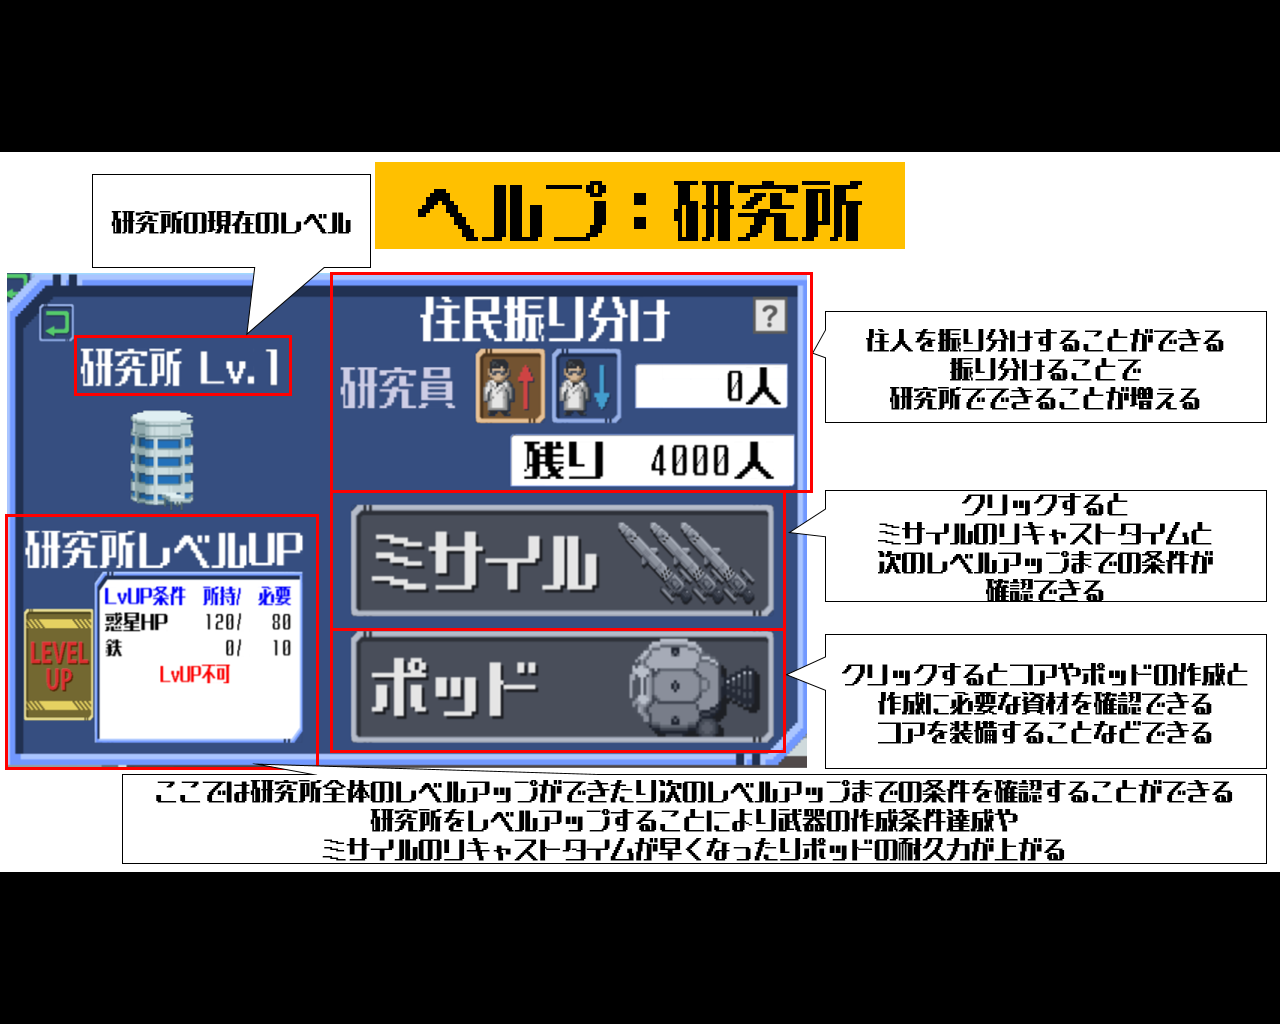 ヘルプ：研究所
研究所の現在のレベル
研究所 Lv.1
住民振り分け
?
研究員
0人
残り 4000人
住人を振り分けすることができる
振り分けることで
研究所でできることが増える
ミサイル
クリックすると
ミサイルのリキャストタイムと
次のレベルアップまでの条件が
確認できる
ポッド
クリックするとコアやポッドの作成と
作成に必要な資材を確認できる
コアを装備することなどできる
研究所レベルUP
LEVEL
UP
LvUP条件 所持/ 必要
惑星HP 120/ 80
鉄 0/ 10
LvUP不可
ここでは研究所全体のレベルアップができたり次のレベルアップまでの条件を確認することができる
研究所をレベルアップすることにより武器の作成条件達成や
ミサイルのリキャストタイムが早くなったりポッドの耐久力が上がる